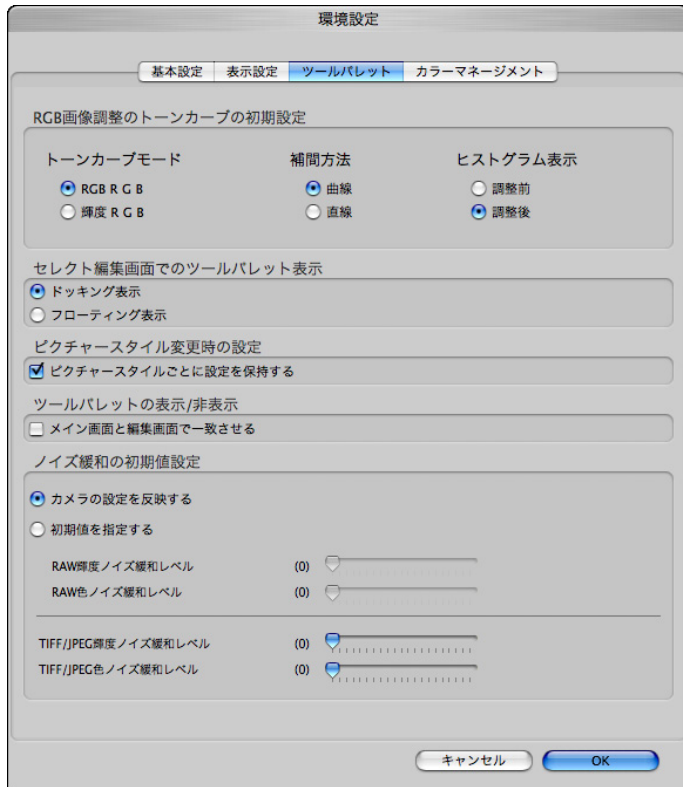 環境設定
基本設定 表示設定 ツールパレット カラーマネージメント
RGB画像調整のトーンカーブの初期設定
トーンカーブモード 補間方法 ヒストグラム表示
RGB R G B 曲線 調整前
輝度 R G B 直線 調整後
セレクト編集画面でのツールパレット表示
ドッキング表示
フローティング表示
ピクチャースタイル変更時の設定
ピクチャースタイルごとに設定を保持する
ツールパレットの表示/非表示
メイン画面と編集画面で一致させる
ノイズ緩和の初期値設定
カメラの設定を反映する
初期値を指定する
RAW輝度ノイズ緩和レベル (0)
RAW色ノイズ緩和レベル (0)
TIFF/JPEG輝度ノイズ緩和レベル (0)
TIFF/JPEG色ノイズ緩和レベル (0)
キャンセル OK